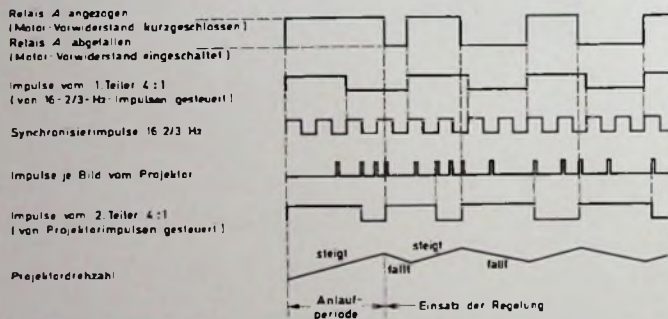 Relais A angezogen
(Motor-Vorwiderstand kurzgeschlossen)
Relais A abgefallen
(Motor-Vorwiderstand eingeschaltet)
Impulse vom 1. Teiler 4:1
(von 16-2/3-Hz-Impulsen gesteuert)
Synchronisierimpulse 16 2/3 Hz
Impulse je Bild vom Projektor
Impulse vom 2. Teiler 4:1
(von Projektorimpulsen gesteuert)
steigt steigt
fällt fällt
Projektordrehzahl
Anlauf- Einsatz der Regelung
periode